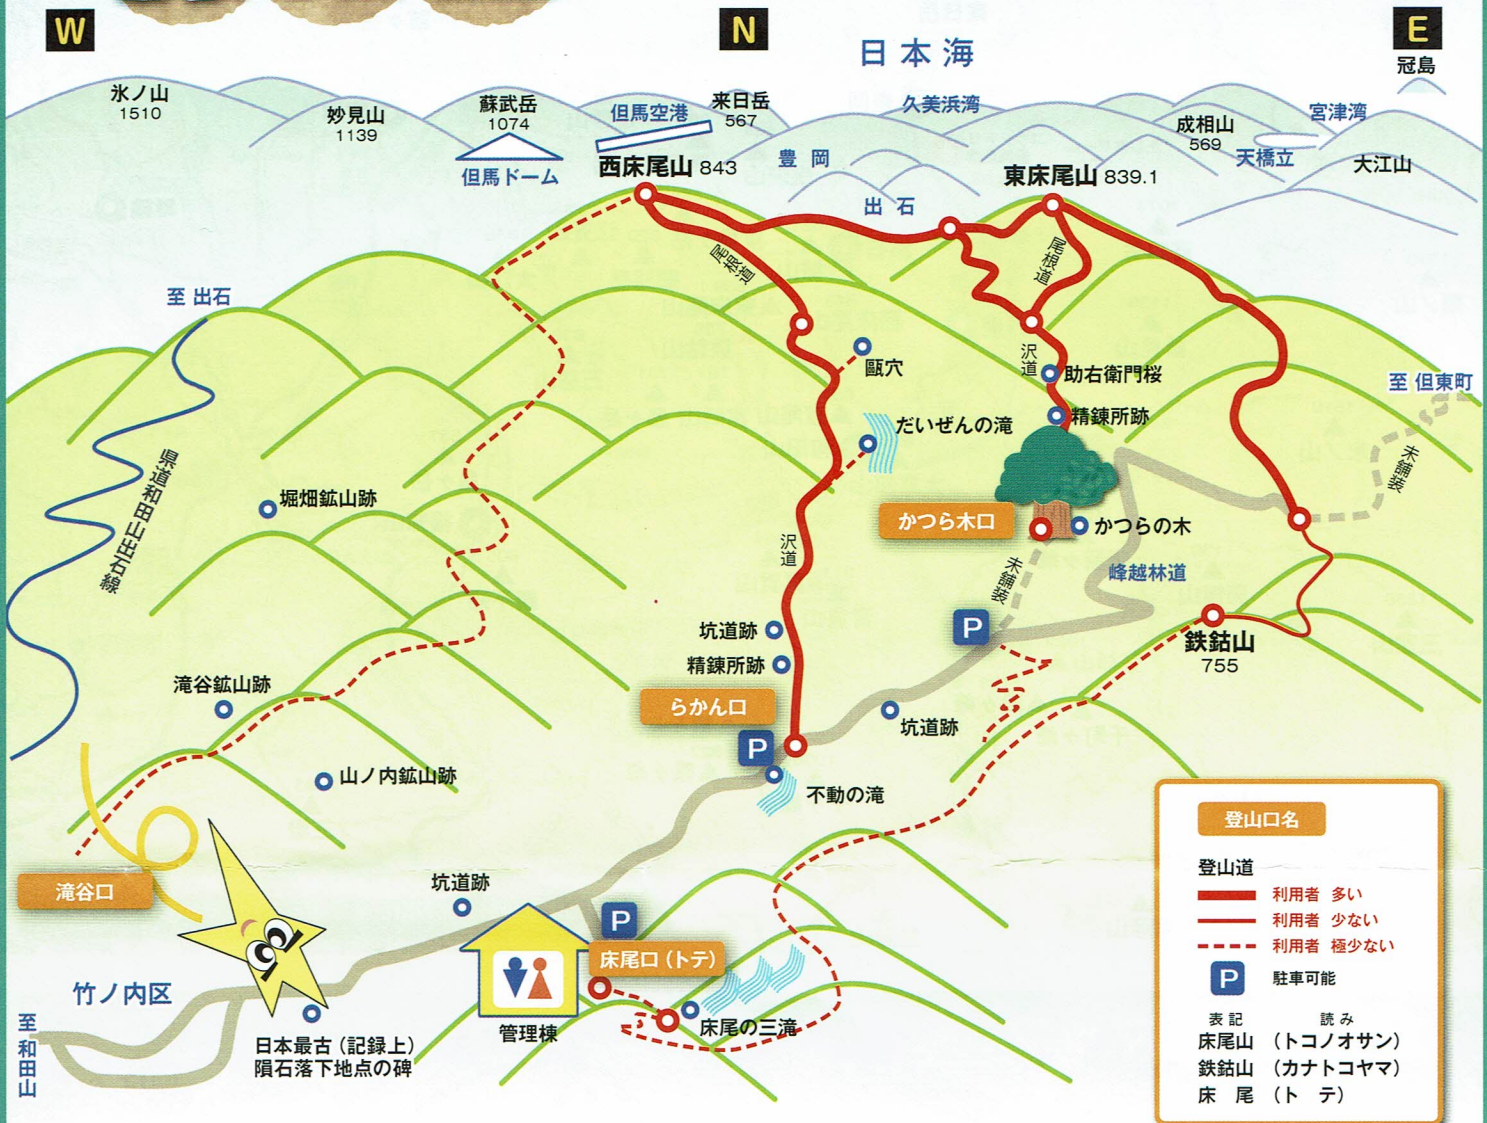 W
N
E
日本海
冠島
氷ノ山
1510
妙見山
1139
蘇武岳
1074
但馬ドーム
但馬空港
来日岳
567
久美浜湾
豊岡
成相山
569
宮津湾
天橋立
大江山
西床尾山 843
東床尾山 839.1
出石
尾根道
尾根道
至 出石
県道和田山出石線
甌穴
沢道
助右衛門桜
精錬所跡
至 但東町
未舗装
だいぜんの滝
堀畑鉱山跡
かつら木口
かつらの木
沢道
未舗装
峰越林道
P
坑道跡
精錬所跡
鉄鈷山
755
滝谷鉱山跡
らかん口
P
坑道跡
山ノ内鉱山跡
不動の滝
滝谷口
坑道跡
P
床尾口(トテ)
竹ノ内区
至和田山
日本最古(記録上)
隕石落下地点の碑
管理棟
床尾の三滝
登山口名
登山道
利用者 多い
利用者 少ない
利用者 極少ない
P 駐車可能
表記 読み
床尾山 (トコノオサン)
鉄鈷山 (カナトコヤマ)
床 尾 (ト テ)